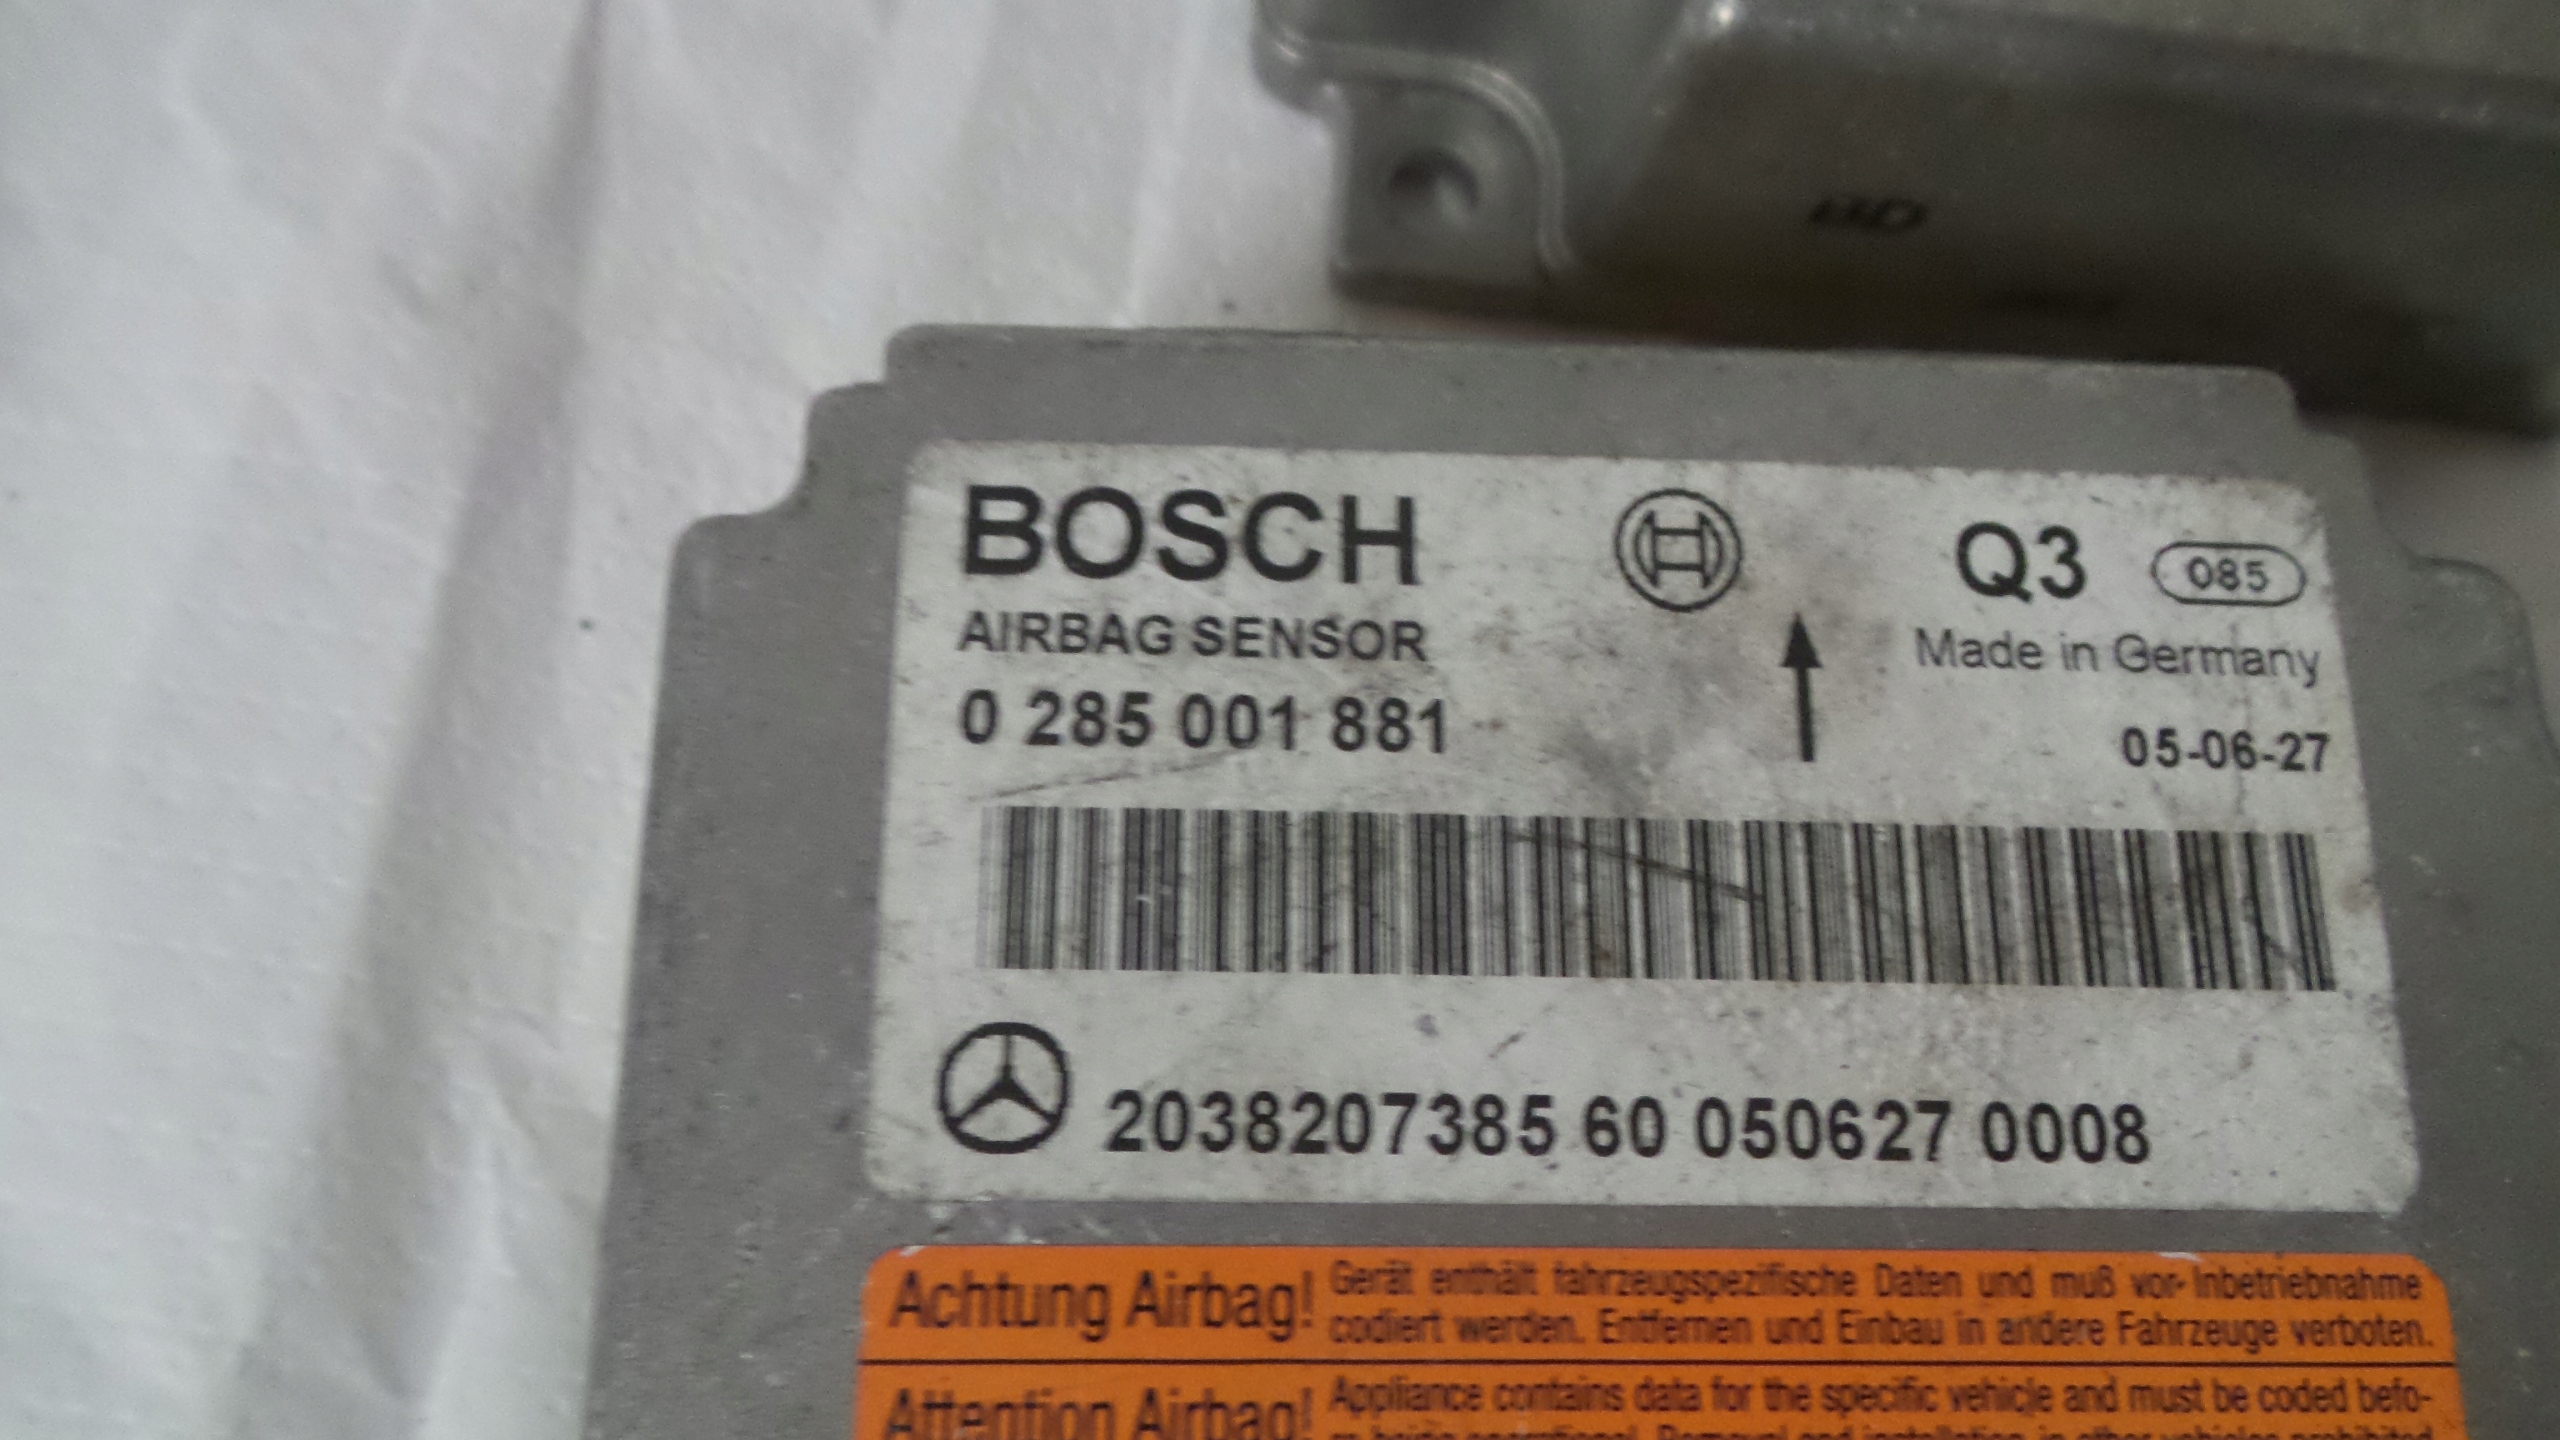 BOSCH
Q3 085
AIRBAG SENSOR
Made in Germany
0 285 001 881
05-06-27
2038207385 60 050627 0008
Achtung Airbag! Gerät enthält fahrzeugspezifische Daten und muß vor Inbetriebnahme
codiert werden. Entfernen und Einbau in andere Fahrzeuge verboten.
Attention Airbag! Appliance contains data for the specific vehicle and must be coded befo-